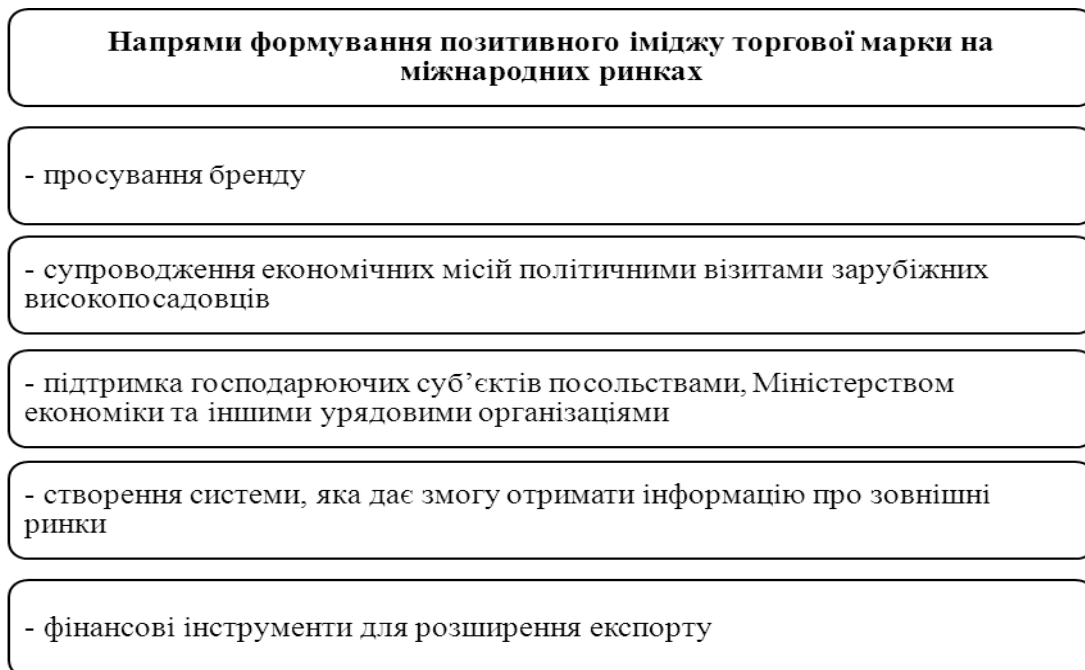 Напрями формування позитивного іміджу торгової марки на
міжнародних ринках
- просування бренду
- супроводження економічних місій політичними візитами зарубіжних
високопосадовців
- підтримка господарюючих суб’єктів посольствами, Міністерством
економіки та іншими урядовими організаціями
- створення системи, яка дає змогу отримати інформацію про зовнішні
ринки
- фінансові інструменти для розширення експорту